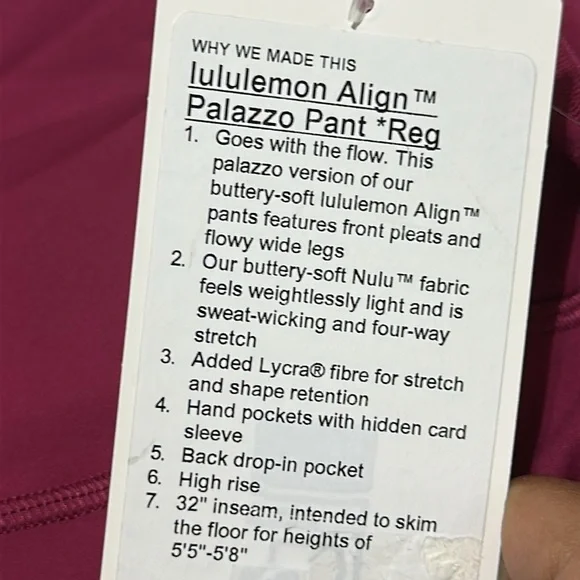 WHY WE MADE THIS
lululemon Align™
Palazzo Pant *Reg
1. Goes with the flow. This
palazzo version of our
buttery-soft lululemon Align™
pants features front pleats and
flowy wide legs
2. Our buttery-soft Nulu™ fabric
feels weightlessly light and is
sweat-wicking and four-way
stretch
3. Added Lycra® fibre for stretch
and shape retention
4. Hand pockets with hidden card
sleeve
5. Back drop-in pocket
6. High rise
7. 32" inseam, intended to skim
the floor for heights of
5'5"-5'8"